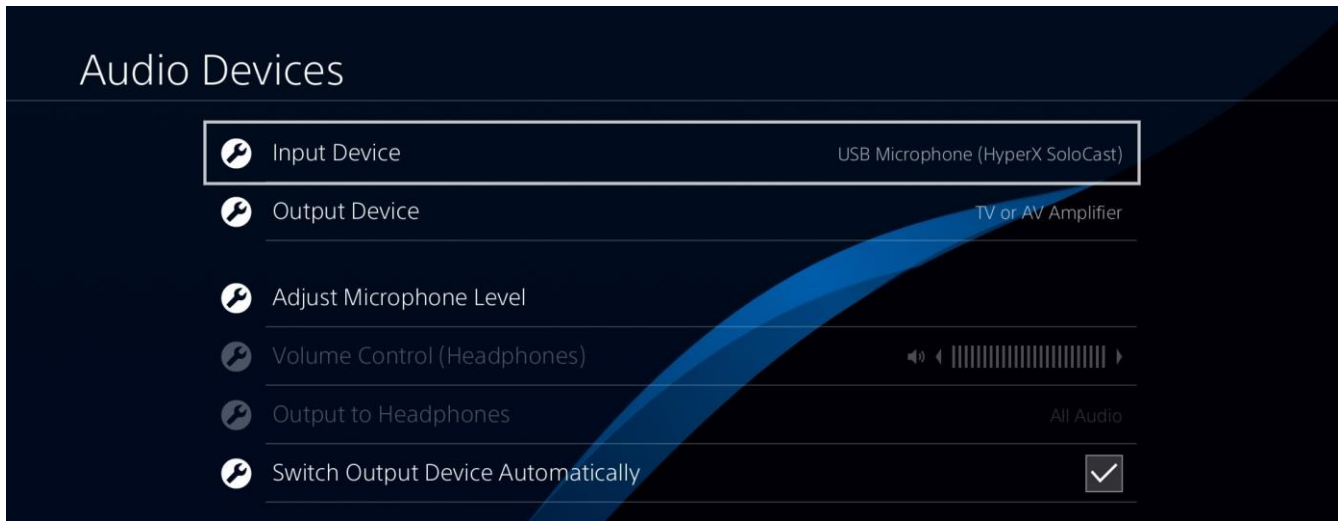 Audio Devices
Input Device USB Microphone (HyperX SoloCast)
Output Device TV or AV Amplifier
Adjust Microphone Level
Volume Control (Headphones)
Output to Headphones All Audio
Switch Output Device Automatically